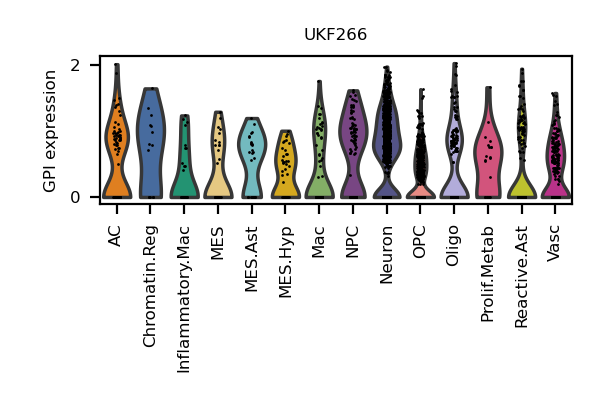 UKF266
GPI expression
2
0
AC
Chromatin.Reg
Inflammatory.Mac
MES
MES.Ast
MES.Hyp
Mac
NPC
Neuron
OPC
Oligo
Prolif.Metab
Reactive.Ast
Vasc